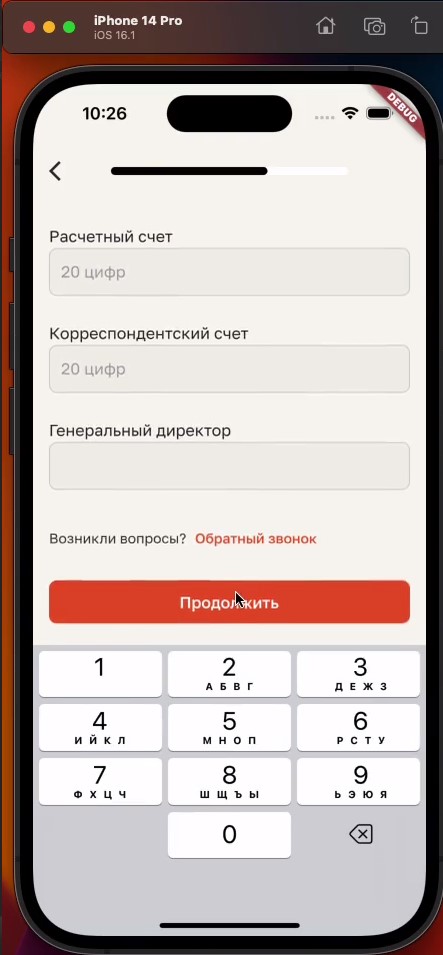 iPhone 14 Pro
iOS 16.1
10:26
DEBUG
Расчетный счет
20 цифр
Корреспондентский счет
20 цифр
Генеральный директор
Возникли вопросы? Обратный звонок
Продолжить
1 2 3
А Б В Г Д Е Ж З
4 5 6
И Й К Л М Н О П Р С Т У
7 8 9
Ф Х Ц Ч Ш Щ Ъ Ы Ь Э Ю Я
0